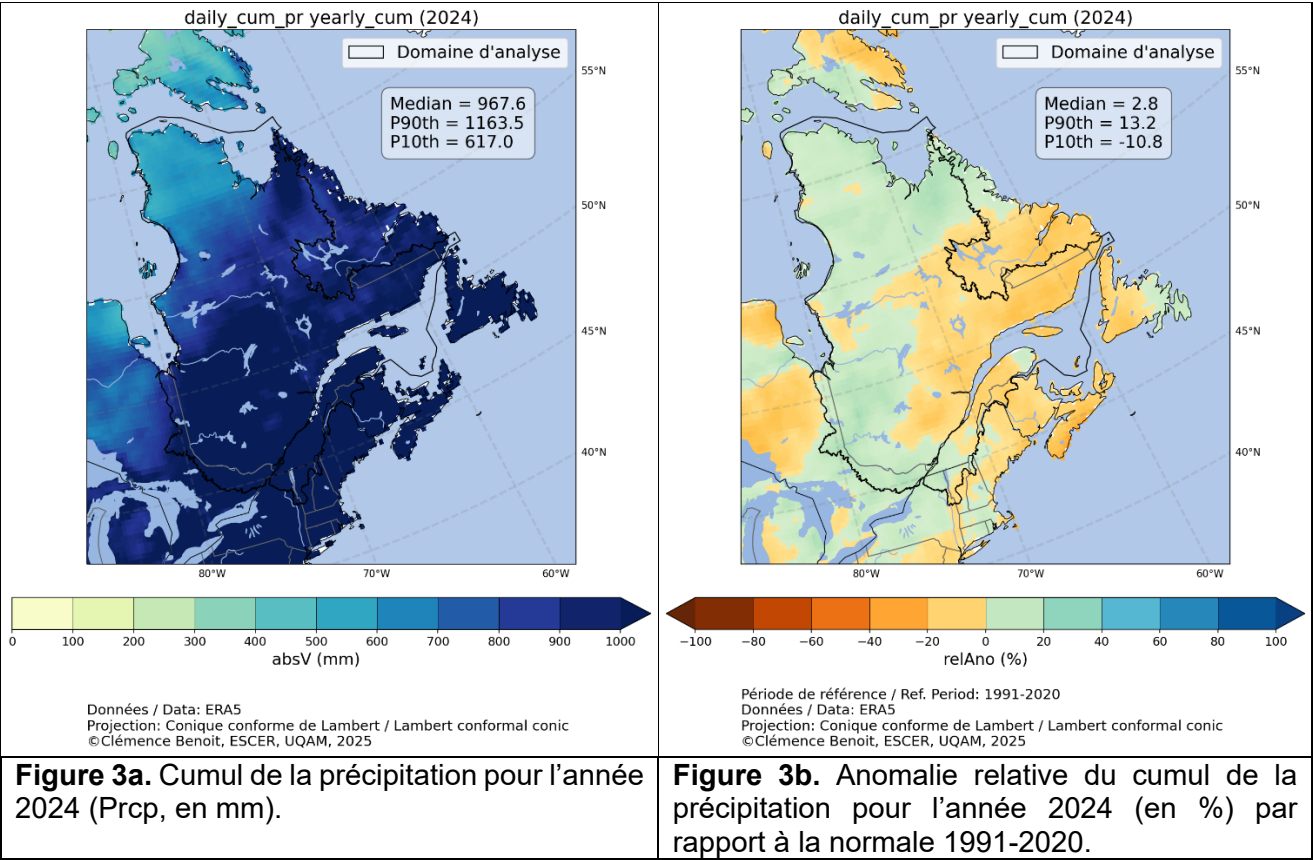 daily_cum_pr yearly_cum (2024)
Domaine d'analyse
Median = 967.6
P90th = 1163.5
P10th = 617.0
55°N
50°N
45°N
40°N
80°W 70°W 60°W
0 100 200 300 400 500 600 700 800 900 1000
absV (mm)
Données / Data: ERA5
Projection: Conique conforme de Lambert / Lambert conformal conic
©Clémence Benoit, ESCER, UQAM, 2025
Figure 3a. Cumul de la précipitation pour l’année
2024 (Prcp, en mm).
daily_cum_pr yearly_cum (2024)
Domaine d'analyse
Median = 2.8
P90th = 13.2
P10th = -10.8
55°N
50°N
45°N
40°N
80°W 70°W 60°W
−100 −80 −60 −40 −20 0 20 40 60 80 100
relAno (%)
Période de référence / Ref. Period: 1991-2020
Données / Data: ERA5
Projection: Conique conforme de Lambert / Lambert conformal conic
©Clémence Benoit, ESCER, UQAM, 2025
Figure 3b. Anomalie relative du cumul de la
précipitation pour l’année 2024 (en %) par
rapport à la normale 1991-2020.